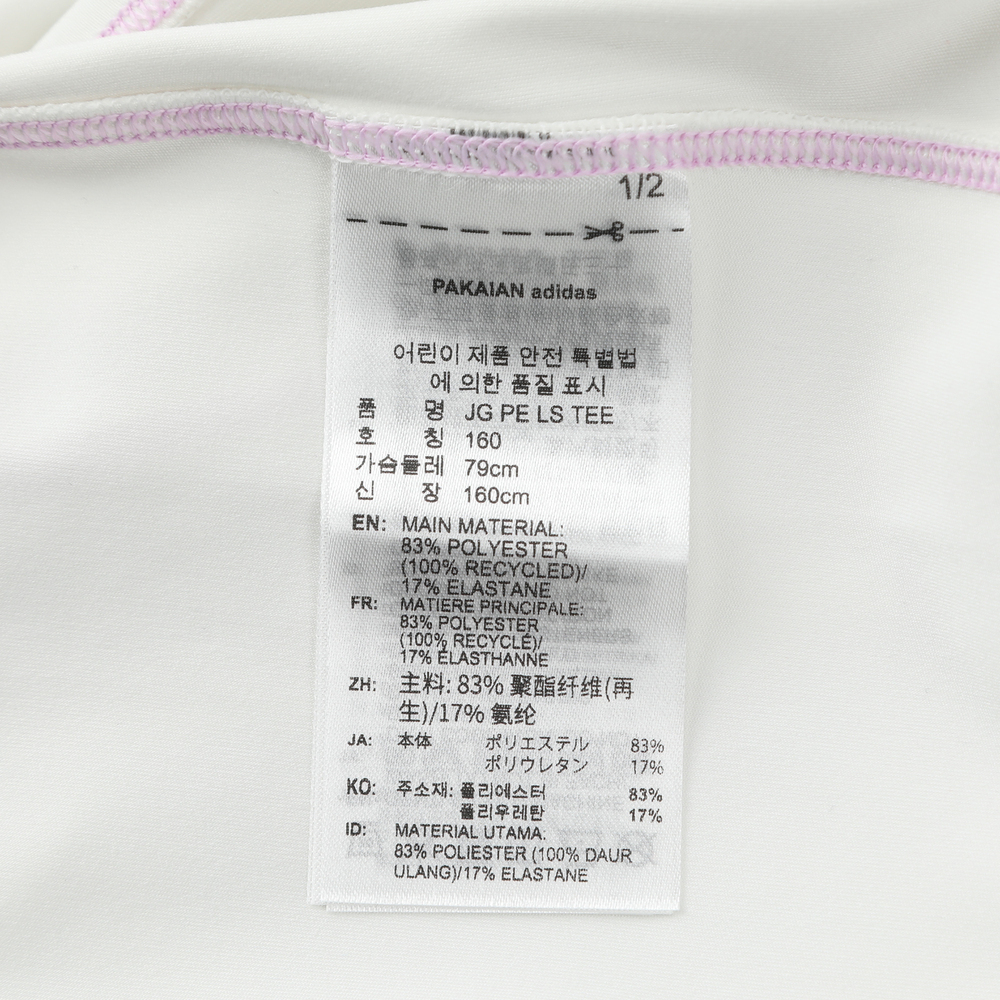 1/2
PAKAIAN adidas
어린이 제품 안전 특별법
에 의한 품질 표시
품 명 JG PE LS TEE
호 칭 160
가슴둘레 79cm
신 장 160cm
EN: MAIN MATERIAL:
83% POLYESTER
(100% RECYCLED)/
17% ELASTANE
FR: MATIERE PRINCIPALE:
83% POLYESTER
(100% RECYCLÉ)/
17% ÉLASTHANNE
ZH: 主料: 83% 聚酯纤维(再
生)/17% 氨纶
JA: 本体 ポリエステル 83%
ポリウレタン 17%
KO: 주소재: 폴리에스터 83%
폴리우레탄 17%
ID: MATERIAL UTAMA:
83% POLIESTER (100% DAUR
ULANG)/17% ELASTANE